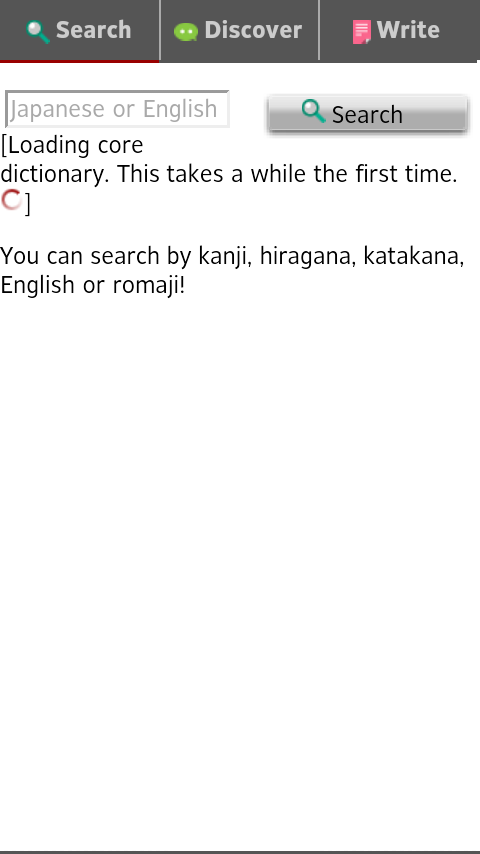 Search Discover Write
Japanese or English Search
[Loading core
dictionary. This takes a while the first time.
]
You can search by kanji, hiragana, katakana,
English or romaji!